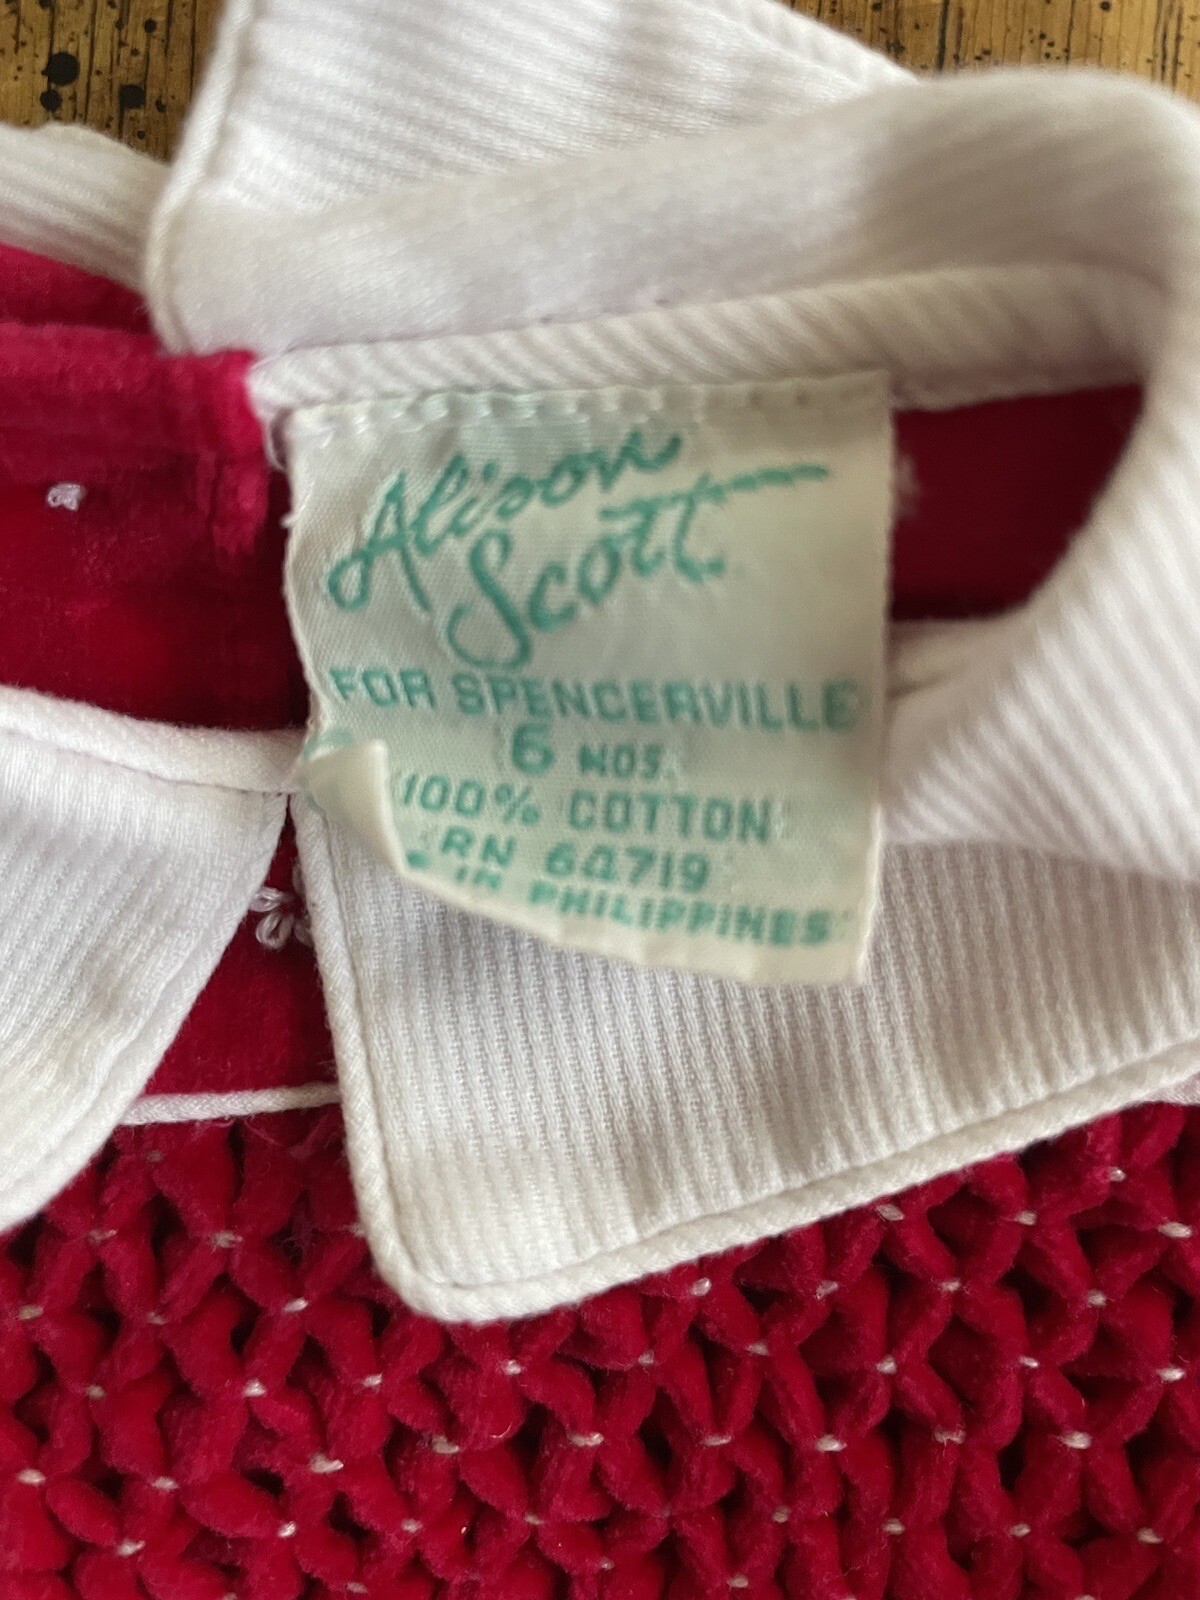 Alison
Scott
FOR SPENCERVILLE
6 MOS.
100% COTTON
RN 64719
IN PHILIPPINES